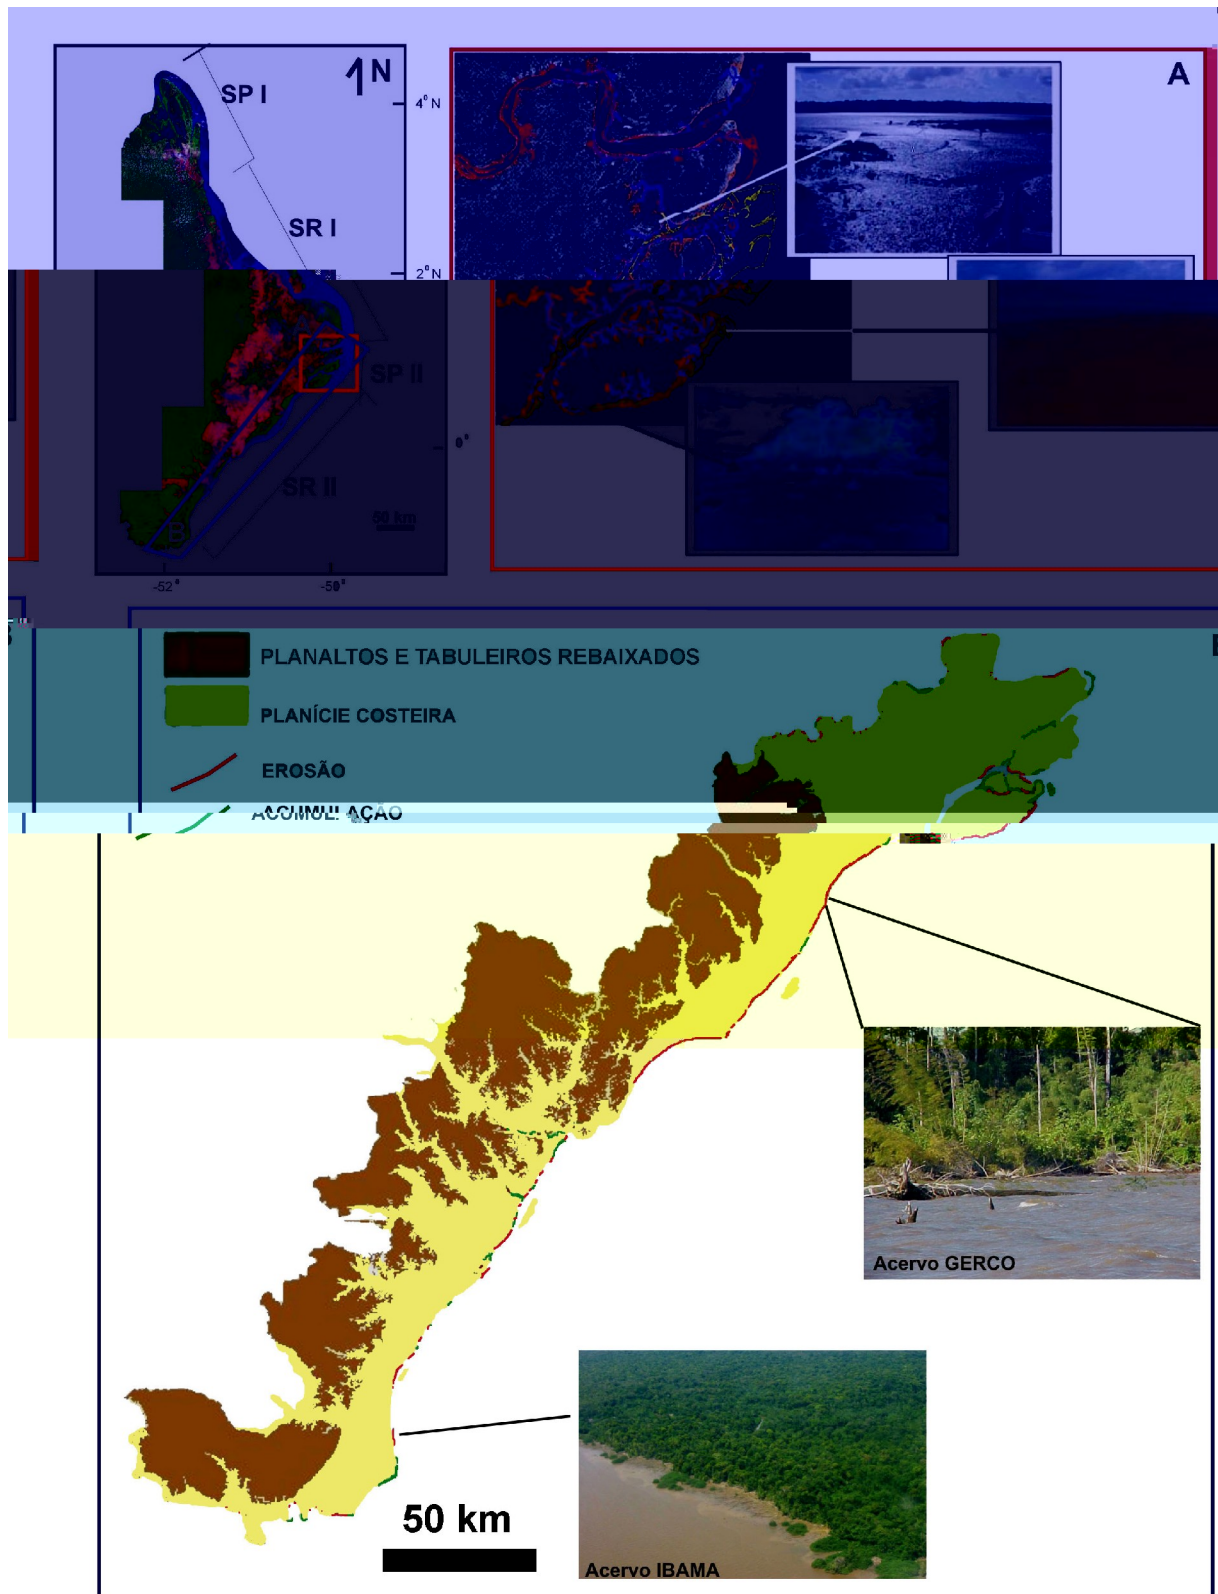 N
A
SP I
4° N
SR I
2° N
SP II
0°
SR II
50 km
B
-52°
-50°
PLANALTOS E TABULEIROS REBAIXADOS
PLANÍCIE COSTEIRA
EROSÃO
ACUMULAÇÃO
Acervo GERCO
50 km
Acervo IBAMA